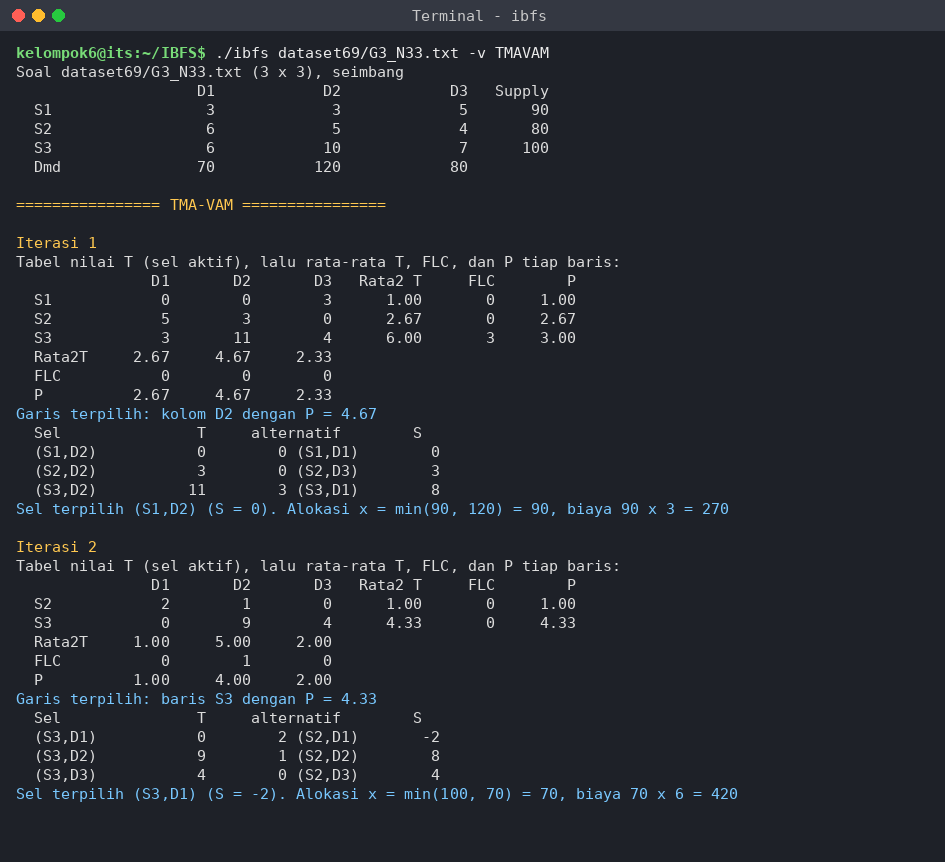 Terminal - ibfs
kelompok6@its:~/IBFS$ ./ibfs dataset69/G3_N33.txt -v TMAVAM
Soal dataset69/G3_N33.txt (3 x 3), seimbang
D1 D2 D3 Supply
S1 3 3 5 90
S2 6 5 4 80
S3 6 10 7 100
Dmd 70 120 80
================ TMA-VAM ================
Iterasi 1
Tabel nilai T (sel aktif), lalu rata-rata T, FLC, dan P tiap baris:
D1 D2 D3 Rata2 T FLC P
S1 0 0 3 1.00 0 1.00
S2 5 3 0 2.67 0 2.67
S3 3 11 4 6.00 3 3.00
Rata2T 2.67 4.67 2.33
FLC 0 0 0
P 2.67 4.67 2.33
Garis terpilih: kolom D2 dengan P = 4.67
Sel T alternatif S
(S1,D2) 0 0 (S1,D1) 0
(S2,D2) 3 0 (S2,D3) 3
(S3,D2) 11 3 (S3,D1) 8
Sel terpilih (S1,D2) (S = 0). Alokasi x = min(90, 120) = 90, biaya 90 x 3 = 270
Iterasi 2
Tabel nilai T (sel aktif), lalu rata-rata T, FLC, dan P tiap baris:
D1 D2 D3 Rata2 T FLC P
S2 2 1 0 1.00 0 1.00
S3 0 9 4 4.33 0 4.33
Rata2T 1.00 5.00 2.00
FLC 0 1 0
P 1.00 4.00 2.00
Garis terpilih: baris S3 dengan P = 4.33
Sel T alternatif S
(S3,D1) 0 2 (S2,D1) -2
(S3,D2) 9 1 (S2,D2) 8
(S3,D3) 4 0 (S2,D3) 4
Sel terpilih (S3,D1) (S = -2). Alokasi x = min(100, 70) = 70, biaya 70 x 6 = 420